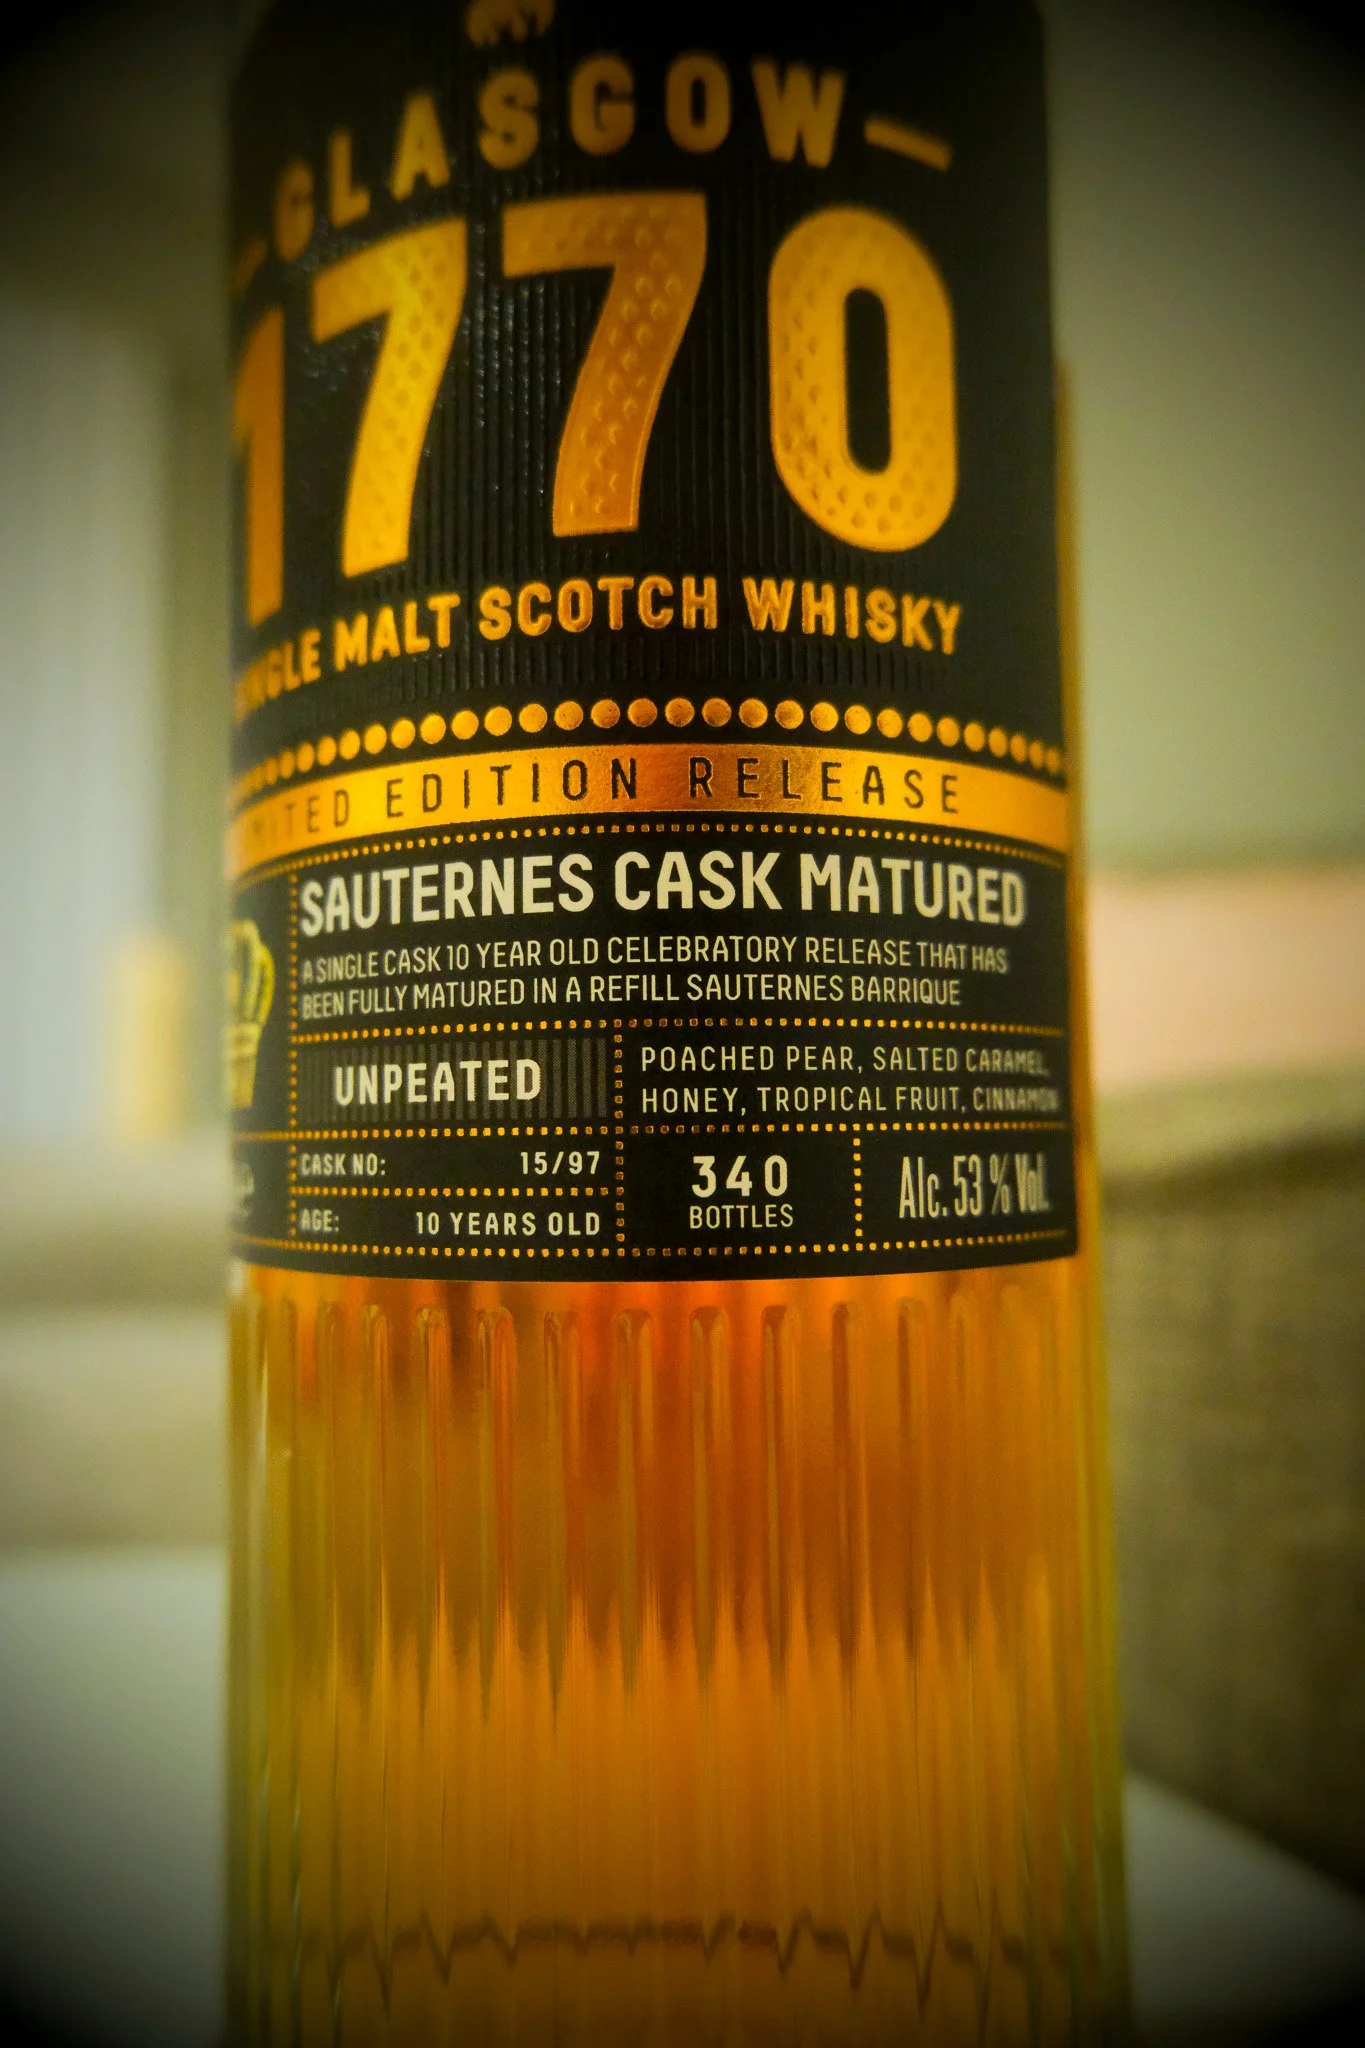 GLASGOW
1770
SINGLE MALT SCOTCH WHISKY
LIMITED EDITION RELEASE
SAUTERNES CASK MATURED
A SINGLE CASK 10 YEAR OLD CELEBRATORY RELEASE THAT HAS
BEEN FULLY MATURED IN A REFILL SAUTERNES BARRIQUE
UNPEATED
POACHED PEAR, SALTED CARAMEL,
HONEY, TROPICAL FRUIT, CINNAMON
CASK NO: 15/97
AGE: 10 YEARS OLD
340
BOTTLES
Alc. 53 % Vol.